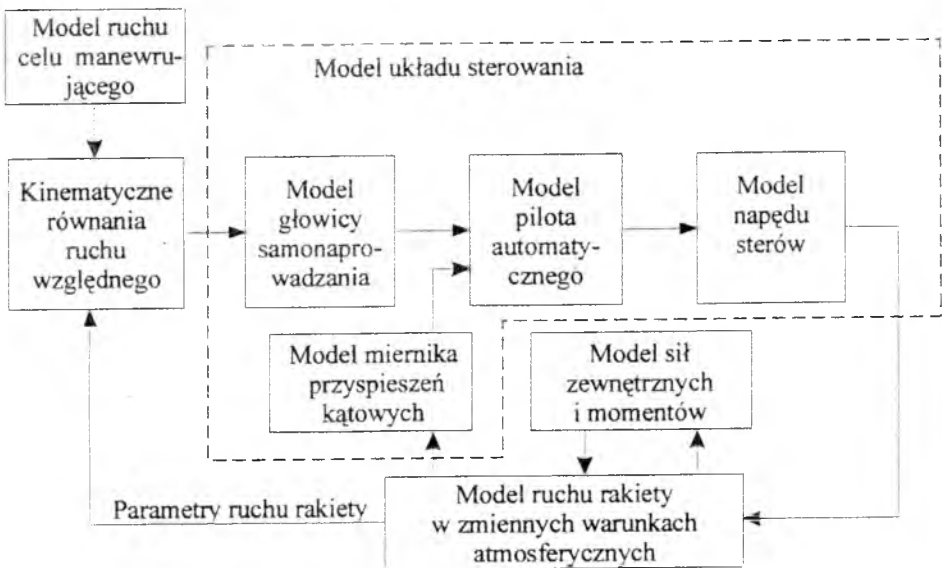 Model ruchu
celu manewru-
jącego
Model układu sterowania
Kinematyczne
równania
ruchu
względnego
Model
głowicy
samonapro-
wadzania
Model
pilota
automaty-
cznego
Model
napędu
sterów
Model miernika
przyspieszeń
kątowych
Model sił
zewnętrznych
i momentów
Parametry ruchu rakiety
Model ruchu rakiety
w zmiennych warunkach
atmosferycznych